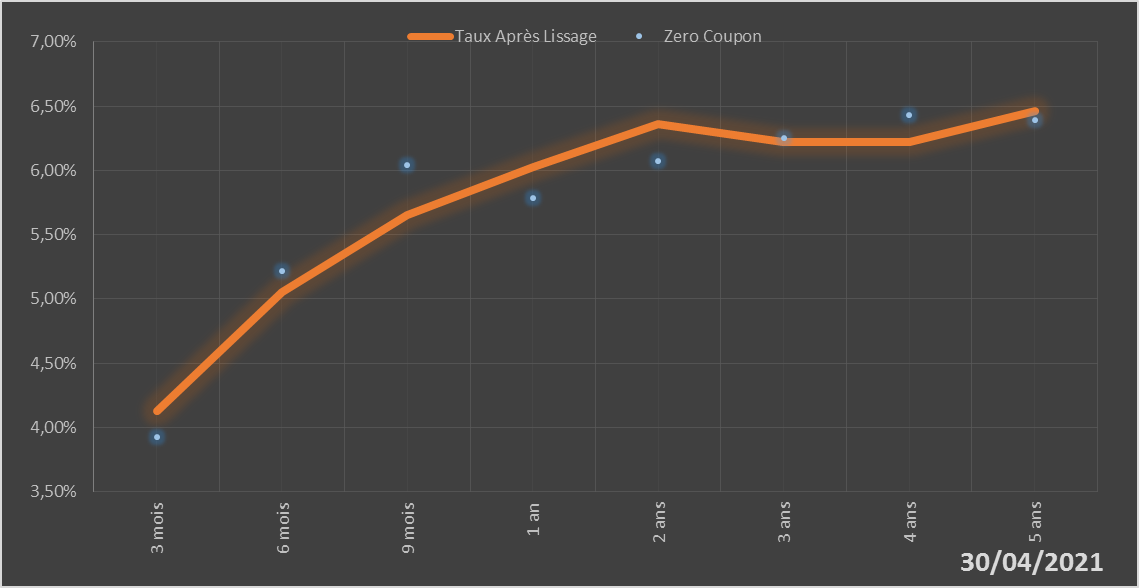 Taux Après Lissage
Zero Coupon
7,00%
6,50%
6,00%
5,50%
5,00%
4,50%
4,00%
3,50%
3 mois
6 mois
9 mois
1 an
2 ans
3 ans
4 ans
5 ans
30/04/2021